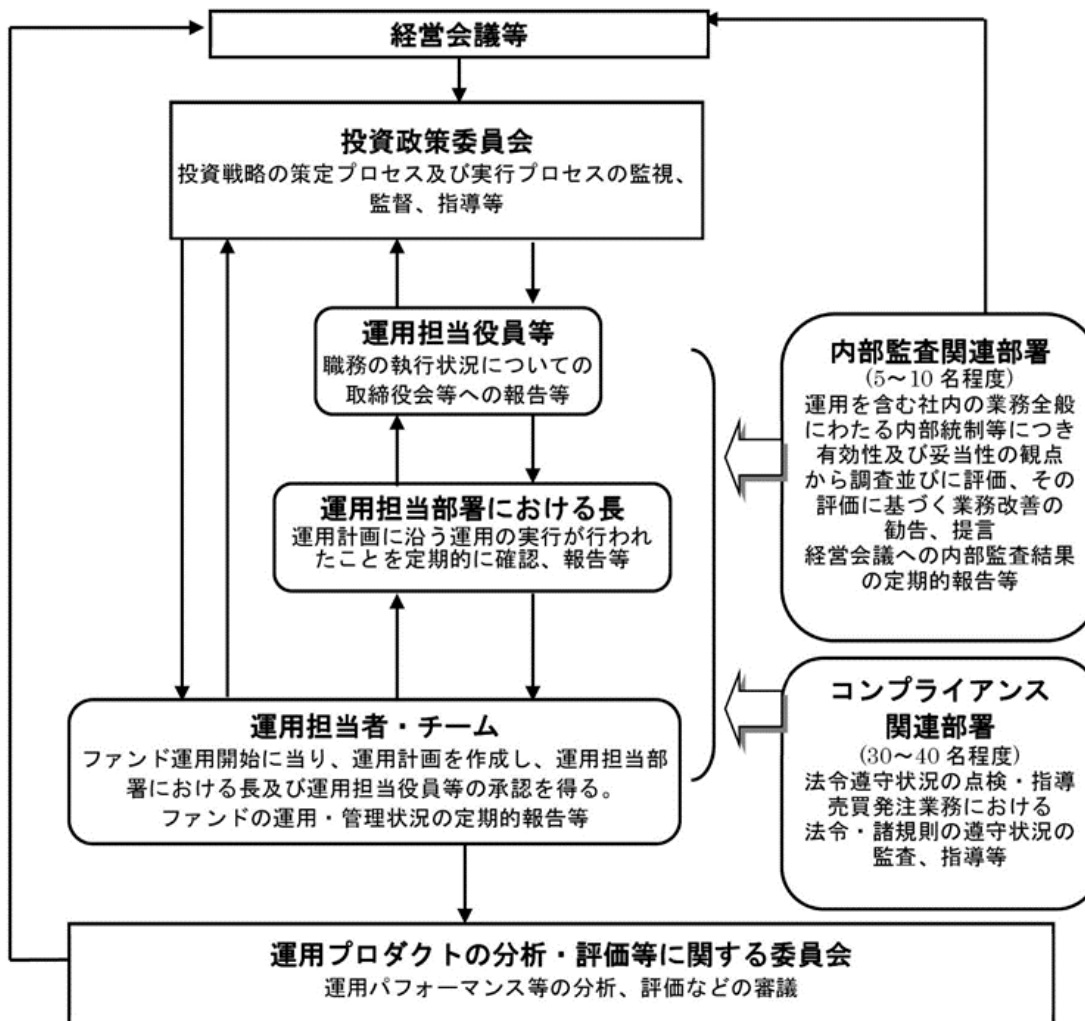 経営会議等
投資政策委員会
投資戦略の策定プロセス及び実行プロセスの監視、
監督、指導等
運用担当役員等
職務の執行状況についての
取締役会等への報告等
運用担当部署における長
運用計画に沿う運用の実行が行われ
たことを定期的に確認、報告等
運用担当者・チーム
ファンド運用開始に当り、運用計画を作成し、運用担当部
署における長及び運用担当役員等の承認を得る。
ファンドの運用・管理状況の定期的報告等
内部監査関連部署
(5〜10 名程度)
運用を含む社内の業務全般
にわたる内部統制等につき
有効性及び妥当性の観点
から調査並びに評価、その
評価に基づく業務改善の
勧告、提言
経営会議への内部監査結果
の定期的報告等
コンプライアンス
関連部署
(30〜40 名程度)
法令遵守状況の点検・指導
売買発注業務における
法令・諸規則の遵守状況の
監査、指導等
運用プロダクトの分析・評価等に関する委員会
運用パフォーマンス等の分析、評価などの審議